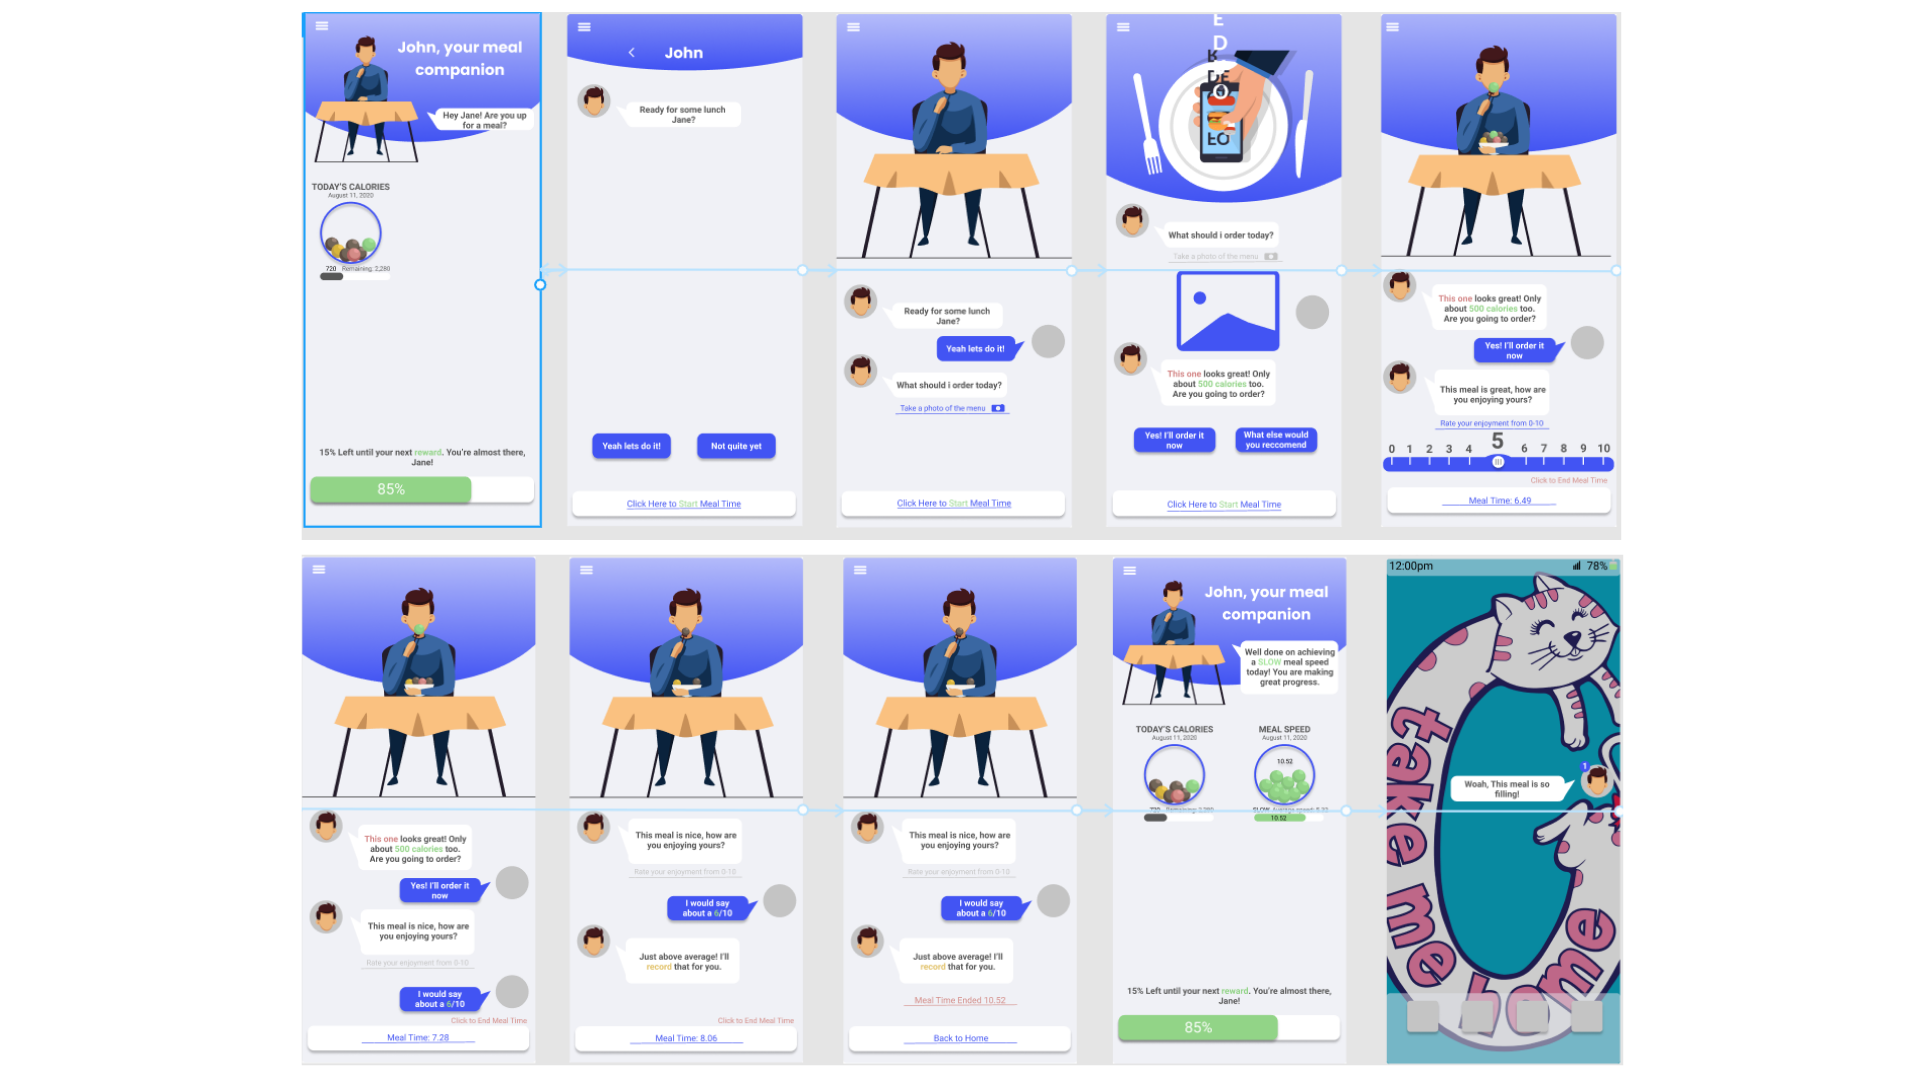 John, your meal
companion
Hey Jane! Are you up
for a meal?
TODAY'S CALORIES
August 11, 2020
720 Remaining: 2,280
15% Left until your next reward. You're almost there,
Jane!
85%
John
Ready for some lunch
Jane?
Yeah lets do it!
Not quite yet
Click Here to Start Meal Time
Ready for some lunch
Jane?
Yeah lets do it!
What should i order today?
Take a photo of the menu
Click Here to Start Meal Time
E
D
R
DE
O
EO
What should i order today?
Take a photo of the menu
This one looks great! Only
about 500 calories too.
Are you going to order?
Yes! I'll order it
now
What else would
you reccomend
Click Here to Start Meal Time
This one looks great! Only
about 500 calories too.
Are you going to order?
Yes! I'll order it
now
This meal is great, how are
you enjoying yours?
Rate your enjoyment from 0-10
0 1 2 3 4 5 6 7 8 9 10
Click to End Meal Time
Meal Time: 6.49
This one looks great! Only
about 500 calories too.
Are you going to order?
Yes! I'll order it
now
This meal is nice, how are
you enjoying yours?
Rate your enjoyment from 0-10
I would say
about a 6/10
Click to End Meal Time
Meal Time: 7.28
This meal is nice, how are
you enjoying yours?
Rate your enjoyment from 0-10
I would say
about a 6/10
Just above average! I'll
record that for you.
Click to End Meal Time
Meal Time: 8.06
This meal is nice, how are
you enjoying yours?
Rate your enjoyment from 0-10
I would say
about a 6/10
Just above average! I'll
record that for you.
Meal Time Ended 10.52
Back to Home
John, your meal
companion
Well done on achieving
a SLOW meal speed
today! You are making
great progress.
TODAY'S CALORIES
August 11, 2020
720 Remaining: 2,280
MEAL SPEED
August 11, 2020
10.52
SLOW Average speed:
10.52
15% Left until your next reward. You're almost there,
Jane!
85%
12:00pm
78%
1
Woah, This meal is so
filling!
take me home